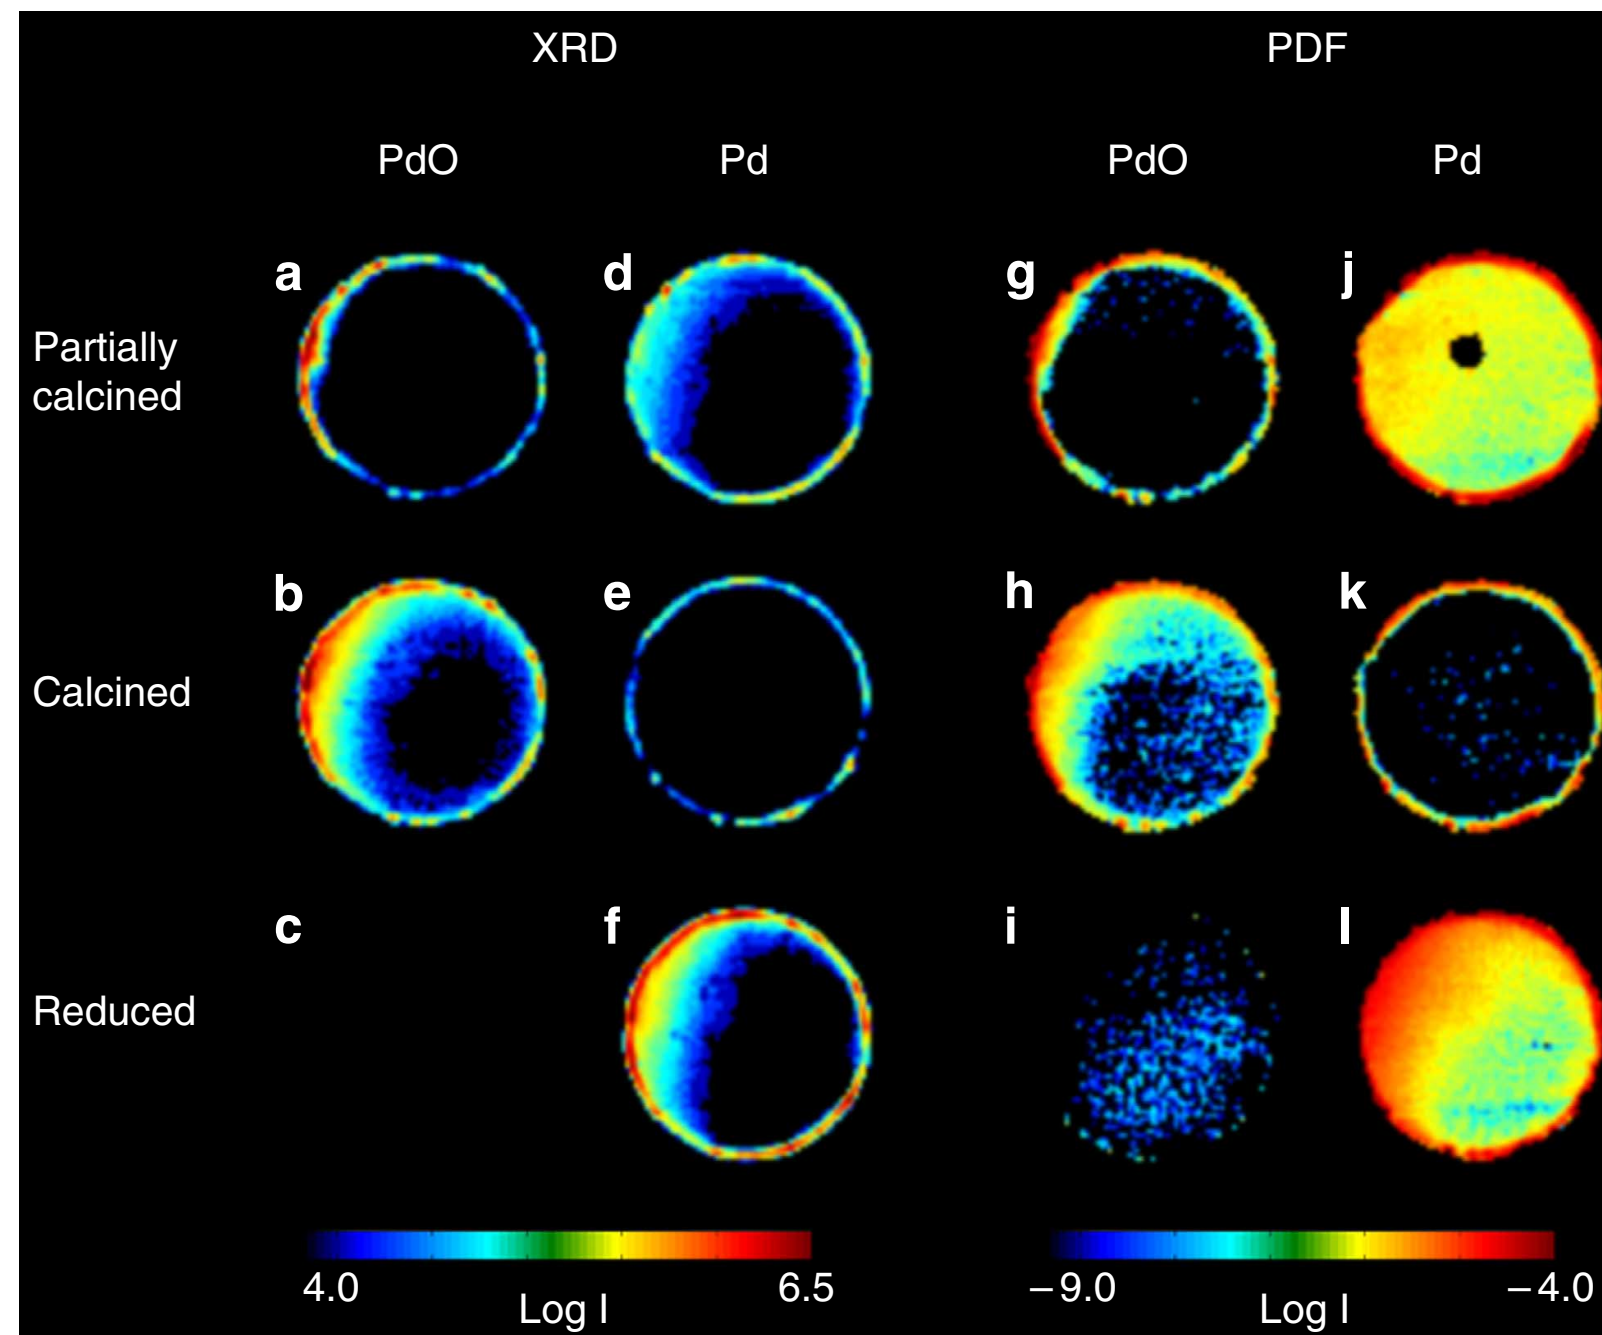 XRD PDF
PdO Pd PdO Pd
a d g j
Partially
calcined
b e h k
Calcined
c f i l
Reduced
4.0 6.5 −9.0 −4.0
Log I Log I